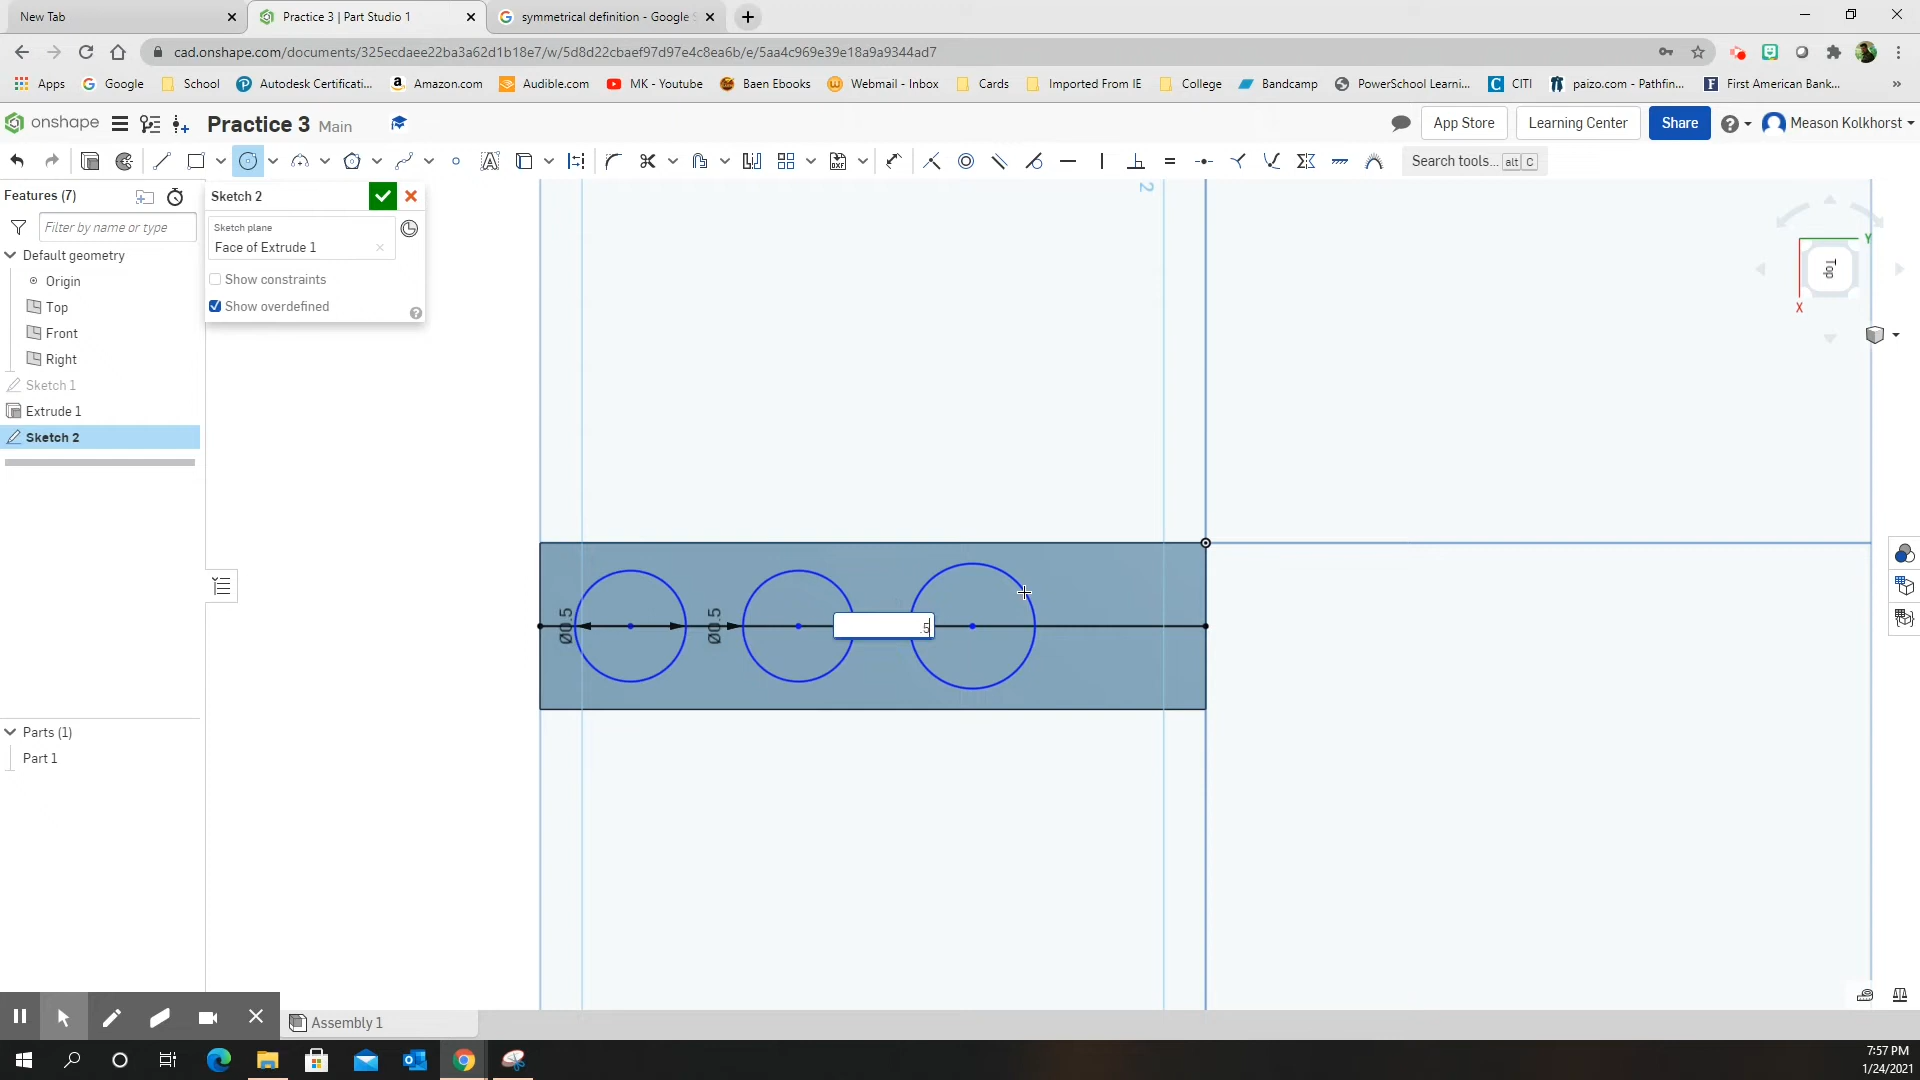 New Tab
Practice 3 | Part Studio 1
symmetrical definition - Google S
cad.onshape.com/documents/325ecdaee22ba3a62d1b18e7/w/5d8d22cbaef97d97e4c8ea6b/e/5aa4c969e39e18a9a9344ad7
Apps
Google
School
Autodesk Certificati...
Amazon.com
Audible.com
MK - Youtube
Baen Ebooks
Webmail - Inbox
Cards
Imported From IE
College
Bandcamp
PowerSchool Learni...
CITI
paizo.com - Pathfin...
First American Bank...
onshape
Practice 3 Main
App Store
Learning Center
Share
Meason Kolkhorst
Search tools... alt C
Features (7)
Filter by name or type
Default geometry
Origin
Top
Front
Right
Sketch 1
Extrude 1
Sketch 2
Sketch 2
Sketch plane
Face of Extrude 1
Show constraints
Show overdefined
2
Y
Top
X
Ø0.5
Ø0.5
.5
Parts (1)
Part 1
Assembly 1
7:57 PM
1/24/2021